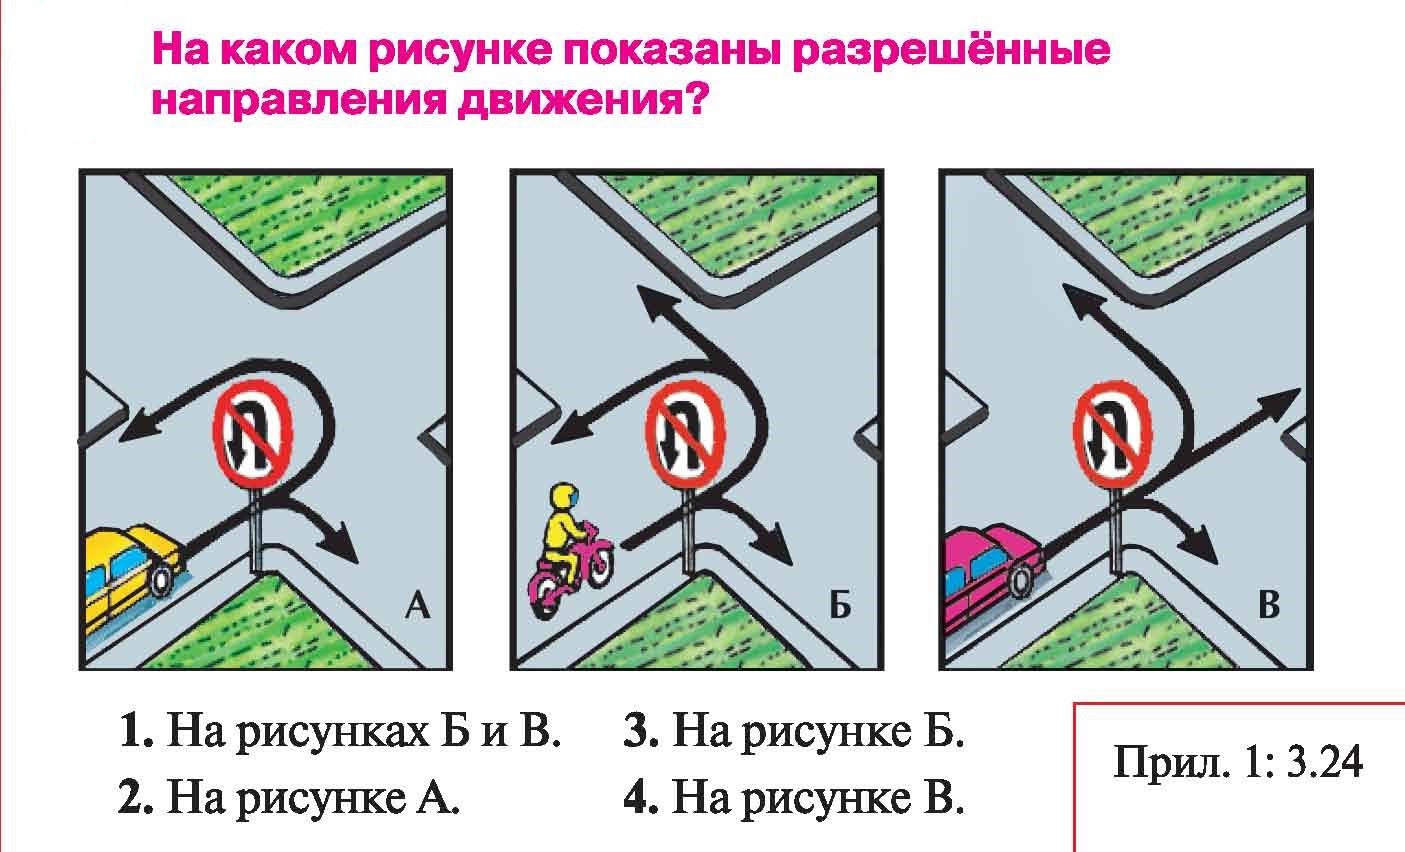 На каком рисунке показаны разрешённые
направления движения?
А
Б
В
1. На рисунках Б и В.
2. На рисунке А.
3. На рисунке Б.
4. На рисунке В.
Прил. 1: 3.24